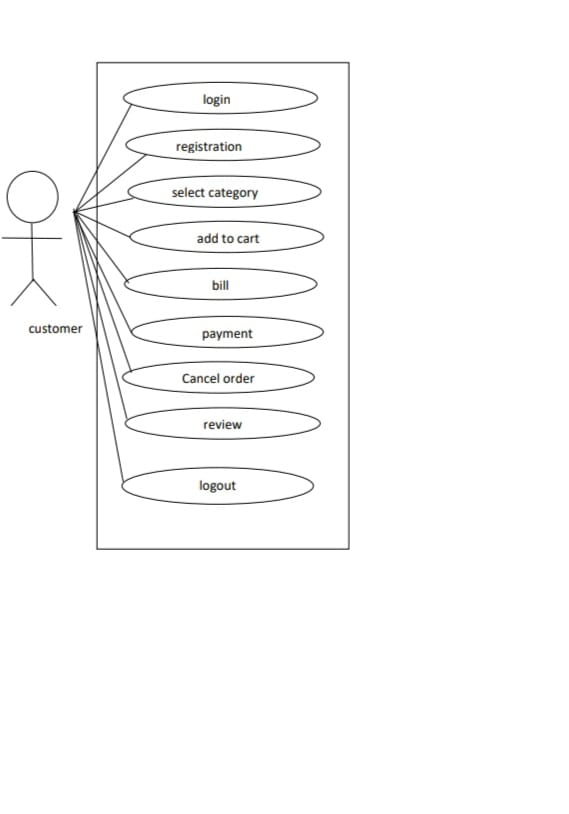 login
registration
select category
add to cart
bill
customer
payment
Cancel order
review
logout